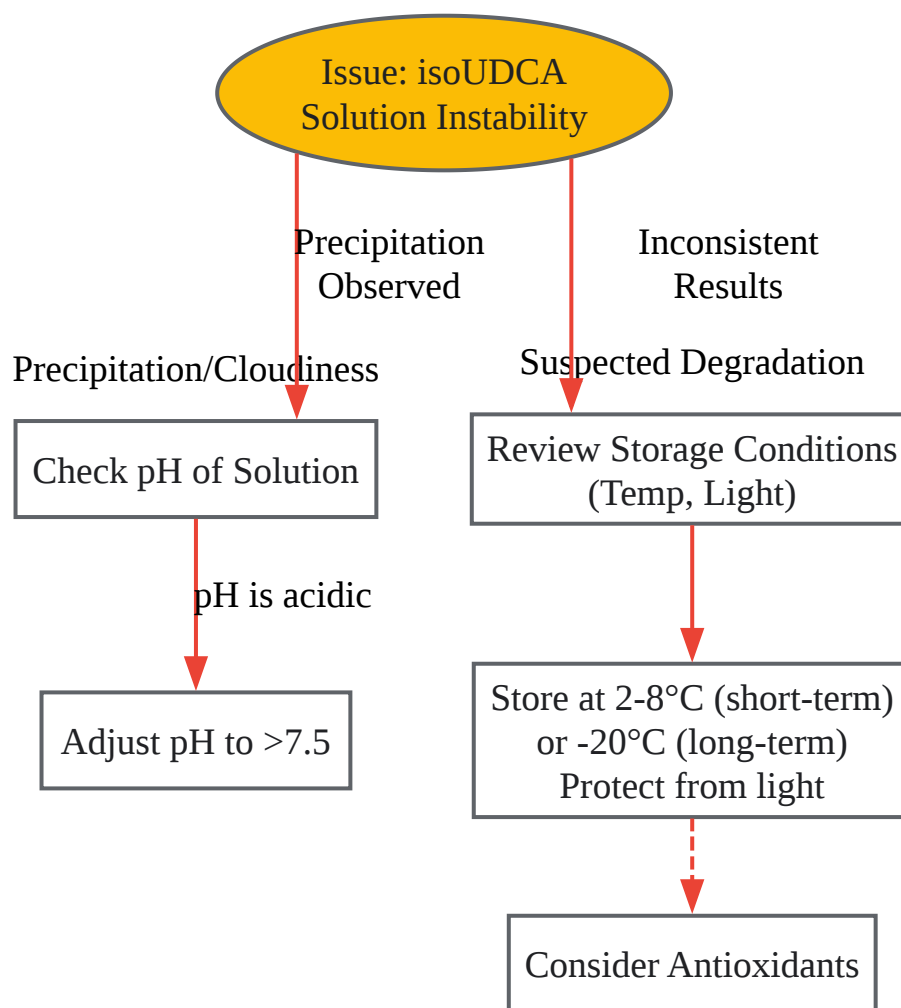 Issue: isoUDCA
Solution Instability
Precipitation
Observed
Inconsistent
Results
Precipitation/Cloudiness
Suspected Degradation
Check pH of Solution
Review Storage Conditions
(Temp, Light)
pH is acidic
Adjust pH to >7.5
Store at 2-8°C (short-term)
or -20°C (long-term)
Protect from light
Consider Antioxidants